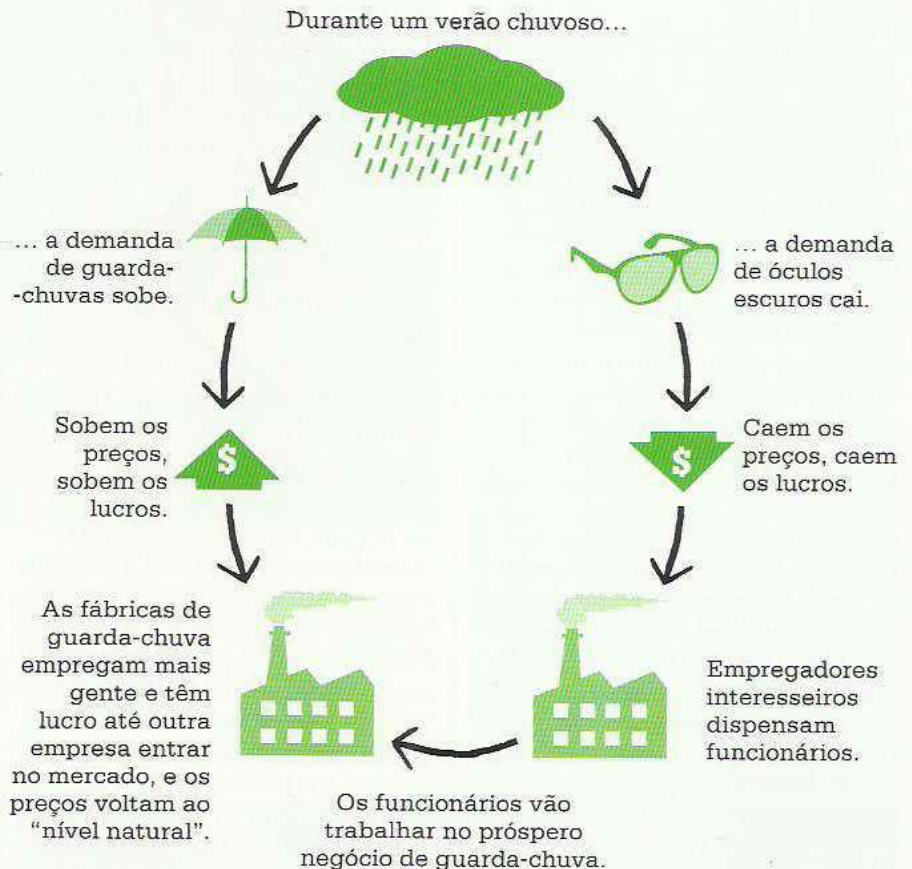 Durante um verão chuvoso...
... a demanda
de guarda-
-chuvas sobe.
... a demanda
de óculos
escuros cai.
Sobem os
preços,
sobem os
lucros.
$
$
Caem os
preços, caem
os lucros.
As fábricas de
guarda-chuva
empregam mais
gente e têm
lucro até outra
empresa entrar
no mercado, e os
preços voltam ao
“nível natural”.
Empregadores
interesseiros
dispensam
funcionários.
Os funcionários vão
trabalhar no próspero
negócio de guarda-chuva.